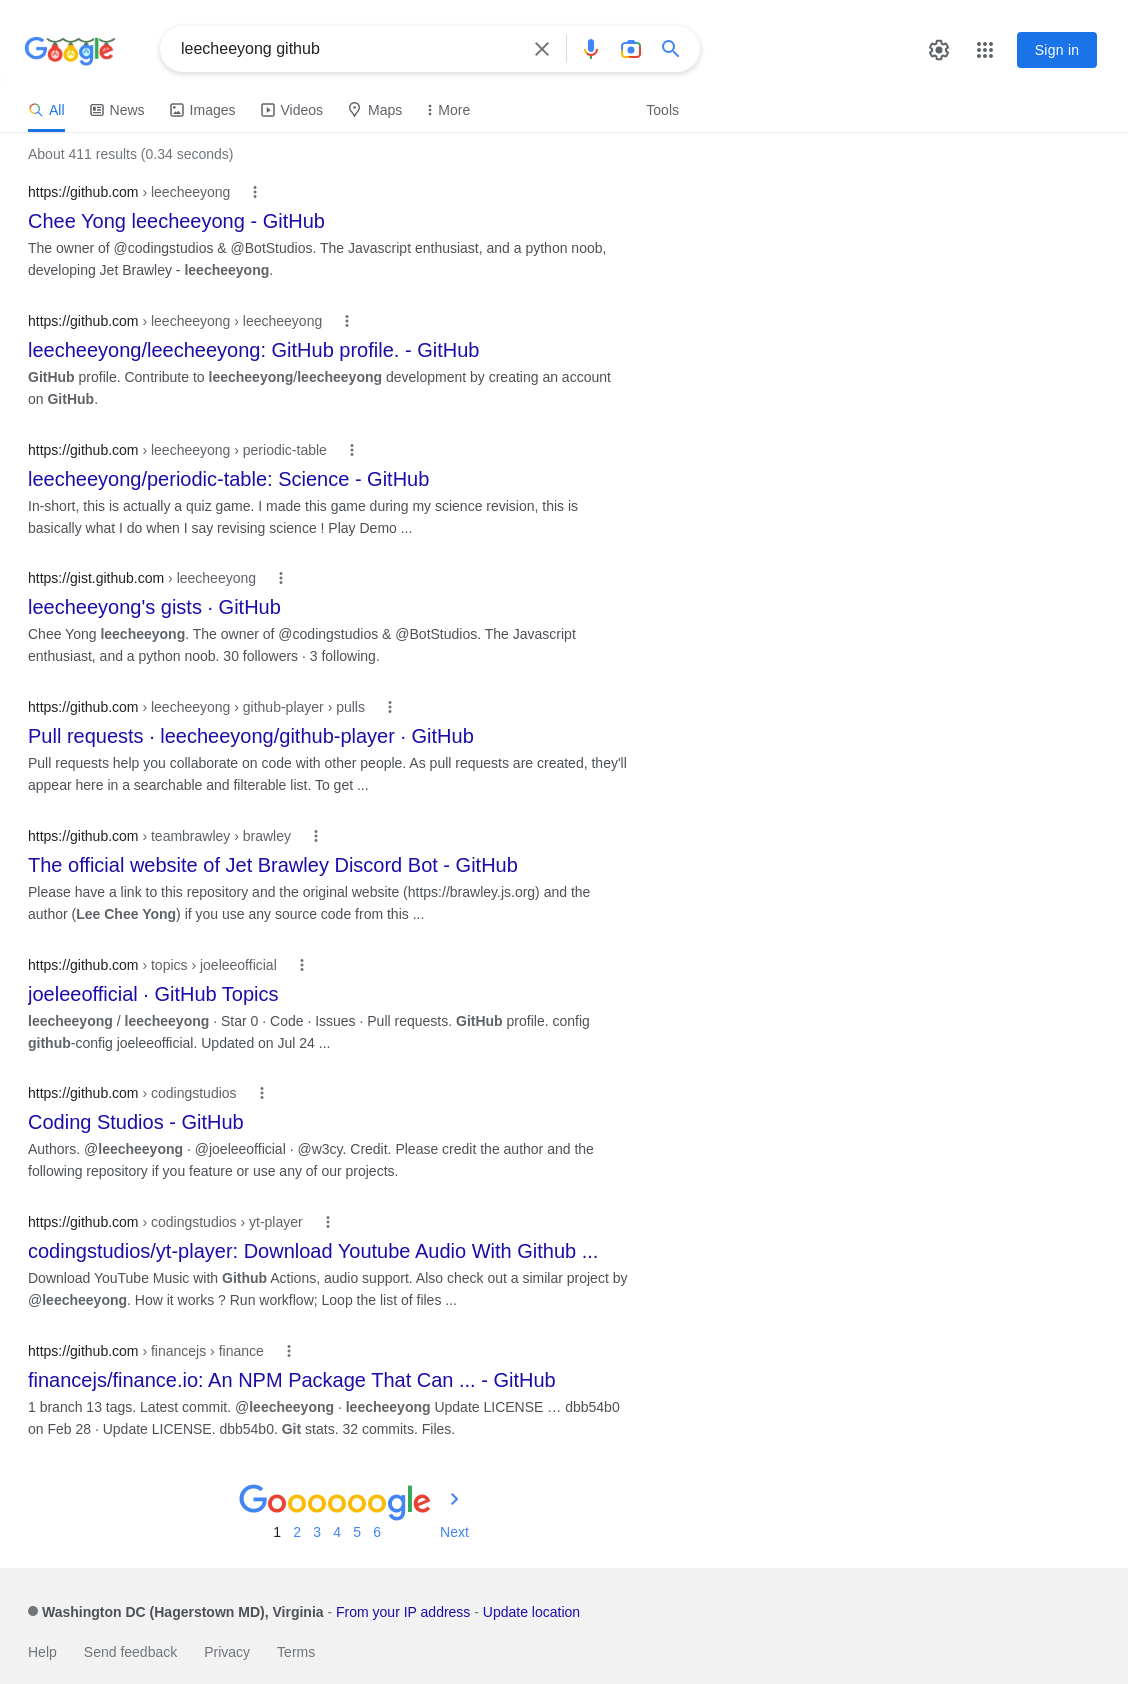 Google
leecheeyong github
Sign in
All
News
Images
Videos
Maps
More
Tools
About 411 results (0.34 seconds)
https://github.com › leecheeyong
Chee Yong leecheeyong - GitHub
The owner of @codingstudios & @BotStudios. The Javascript enthusiast, and a python noob,
developing Jet Brawley - leecheeyong.
https://github.com › leecheeyong › leecheeyong
leecheeyong/leecheeyong: GitHub profile. - GitHub
GitHub profile. Contribute to leecheeyong/leecheeyong development by creating an account
on GitHub.
https://github.com › leecheeyong › periodic-table
leecheeyong/periodic-table: Science - GitHub
In-short, this is actually a quiz game. I made this game during my science revision, this is
basically what I do when I say revising science ! Play Demo ...
https://gist.github.com › leecheeyong
leecheeyong's gists · GitHub
Chee Yong leecheeyong. The owner of @codingstudios & @BotStudios. The Javascript
enthusiast, and a python noob. 30 followers · 3 following.
https://github.com › leecheeyong › github-player › pulls
Pull requests · leecheeyong/github-player · GitHub
Pull requests help you collaborate on code with other people. As pull requests are created, they'll
appear here in a searchable and filterable list. To get ...
https://github.com › teambrawley › brawley
The official website of Jet Brawley Discord Bot - GitHub
Please have a link to this repository and the original website (https://brawley.js.org) and the
author (Lee Chee Yong) if you use any source code from this ...
https://github.com › topics › joeleeofficial
joeleeofficial · GitHub Topics
leecheeyong / leecheeyong · Star 0 · Code · Issues · Pull requests. GitHub profile. config
github-config joeleeofficial. Updated on Jul 24 ...
https://github.com › codingstudios
Coding Studios - GitHub
Authors. @leecheeyong · @joeleeofficial · @w3cy. Credit. Please credit the author and the
following repository if you feature or use any of our projects.
https://github.com › codingstudios › yt-player
codingstudios/yt-player: Download Youtube Audio With Github ...
Download YouTube Music with Github Actions, audio support. Also check out a similar project by
@leecheeyong. How it works ? Run workflow; Loop the list of files ...
https://github.com › financejs › finance
financejs/finance.io: An NPM Package That Can ... - GitHub
1 branch 13 tags. Latest commit. @leecheeyong · leecheeyong Update LICENSE … dbb54b0
on Feb 28 · Update LICENSE. dbb54b0. Git stats. 32 commits. Files.
Goooooogle
1 2 3 4 5 6 Next
Washington DC (Hagerstown MD), Virginia - From your IP address - Update location
Help Send feedback Privacy Terms